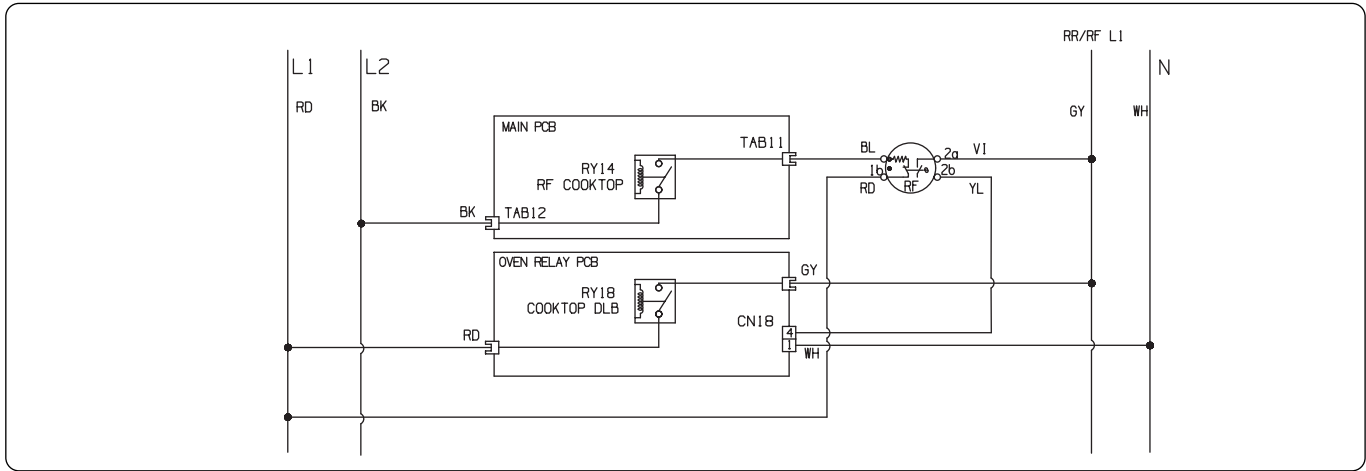 RR/RF L1
L1
L2
N
RD
BK
GY
WH
MAIN PCB
TAB11
BL
2a
VI
RY14
RF COOKTOP
1b
2b
RD
RF
YL
BK
TAB12
OVEN RELAY PCB
GY
RY18
COOKTOP DLB
CN18
RD
4
1
WH